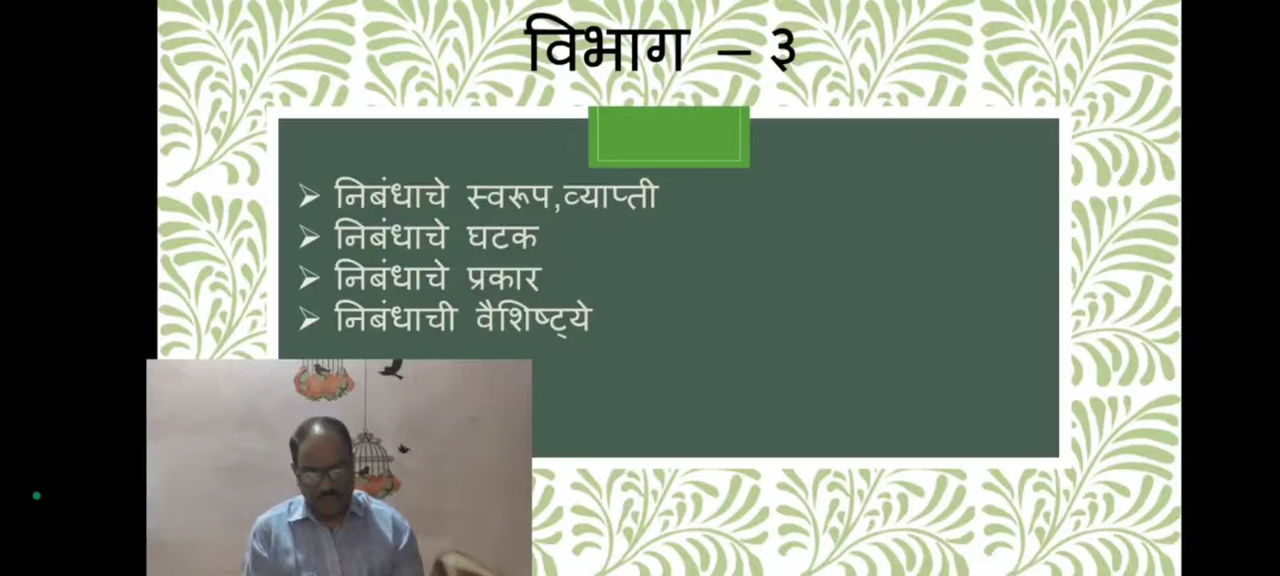 विभाग – ३
निबंधाचे स्वरूप,व्याप्ती
निबंधाचे घटक
निबंधाचे प्रकार
निबंधाची वैशिष्ट्ये